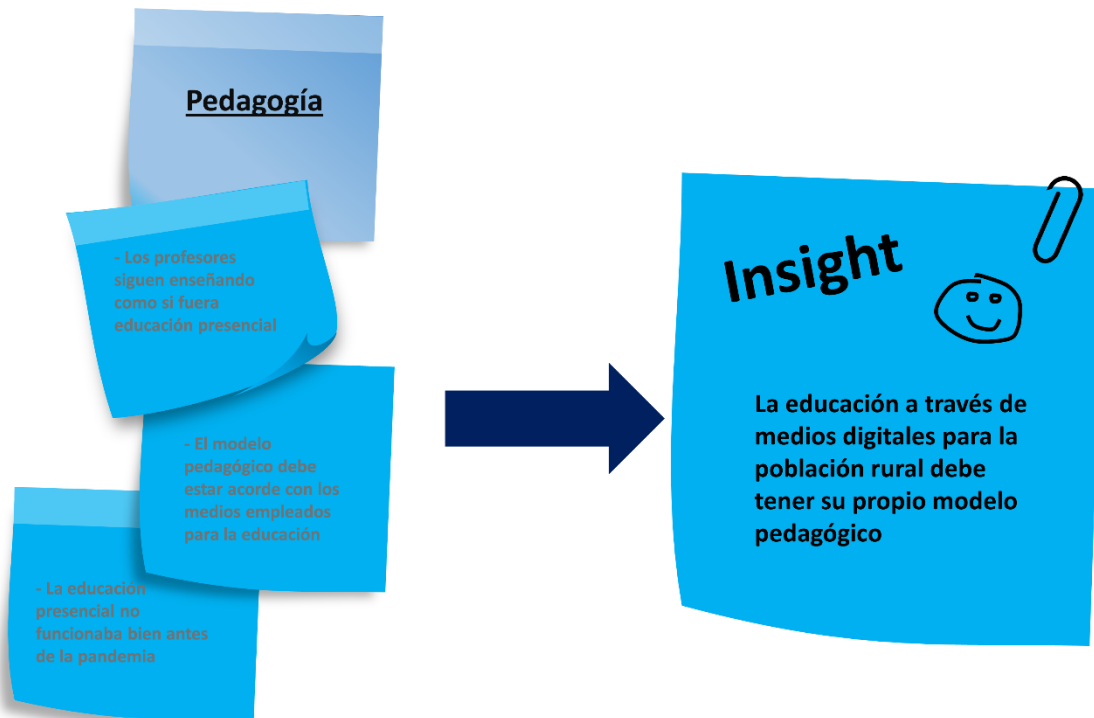 Pedagogía
- Los profesores
siguen enseñando
como si fuera
educación presencial
- El modelo
pedagógico debe
estar acorde con los
medios empleados
para la educación
- La educación
presencial no
funcionaba bien antes
de la pandemia
Insight
La educación a través de
medios digitales para la
población rural debe
tener su propio modelo
pedagógico